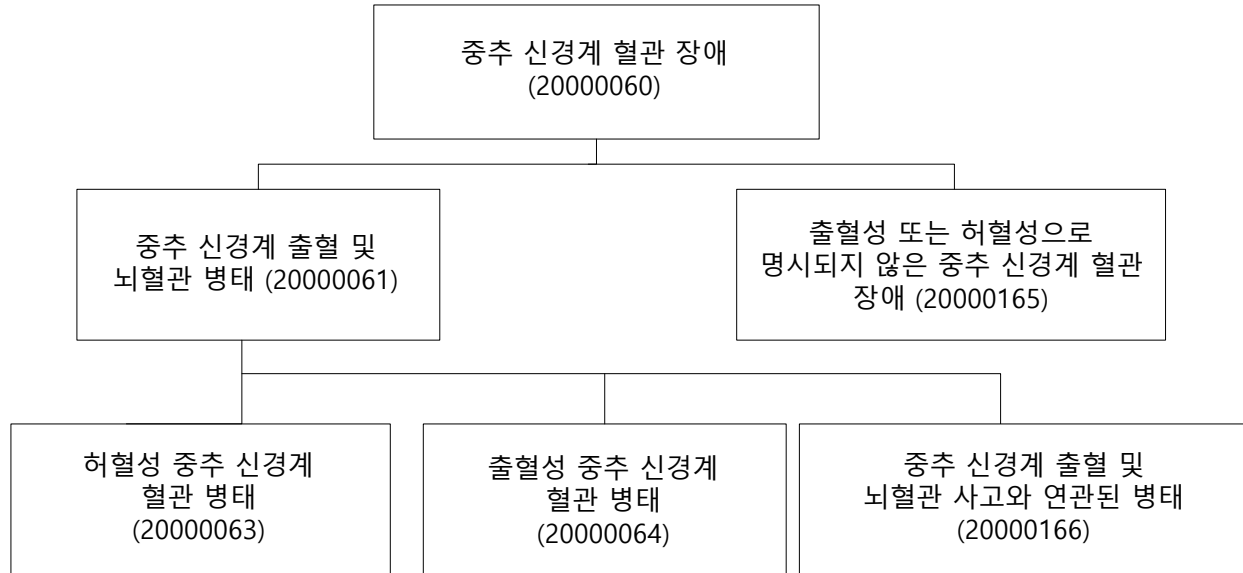 중추 신경계 혈관 장애
(20000060)
중추 신경계 출혈 및
뇌혈관 병태 (20000061)
출혈성 또는 허혈성으로
명시되지 않은 중추 신경계 혈관
장애 (20000165)
허혈성 중추 신경계
혈관 병태
(20000063)
출혈성 중추 신경계
혈관 병태
(20000064)
중추 신경계 출혈 및
뇌혈관 사고와 연관된 병태
(20000166)